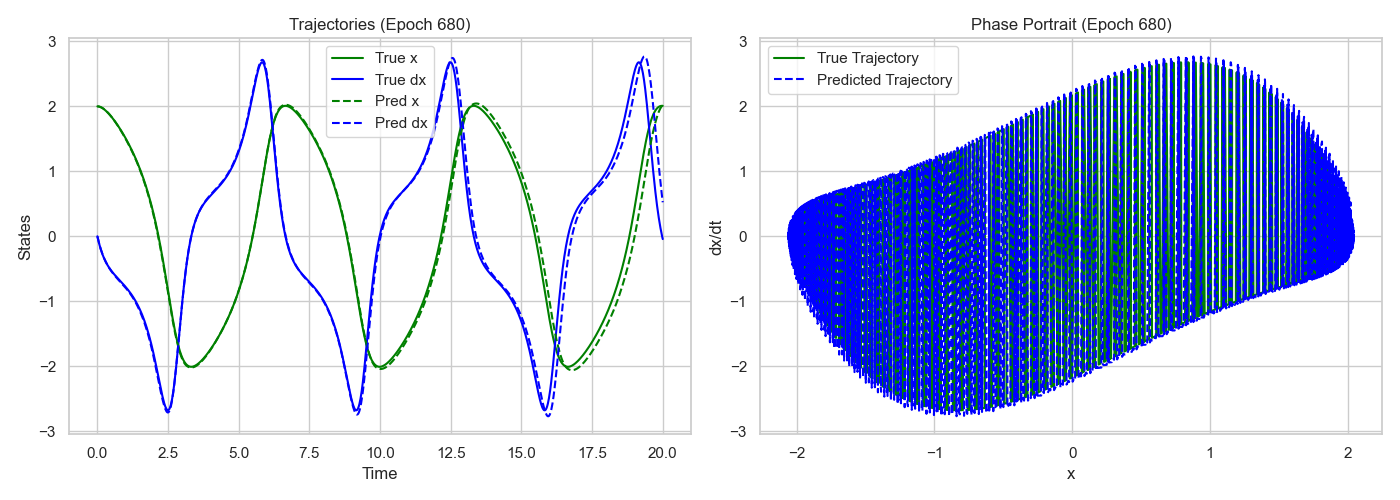 Trajectories (Epoch 680)
True x
True dx
Pred x
Pred dx
3
2
1
0
−1
−2
−3
States
0.0 2.5 5.0 7.5 10.0 12.5 15.0 17.5 20.0
Time
Phase Portrait (Epoch 680)
True Trajectory
Predicted Trajectory
3
2
1
0
−1
−2
−3
dx/dt
−2 −1 0 1 2
x